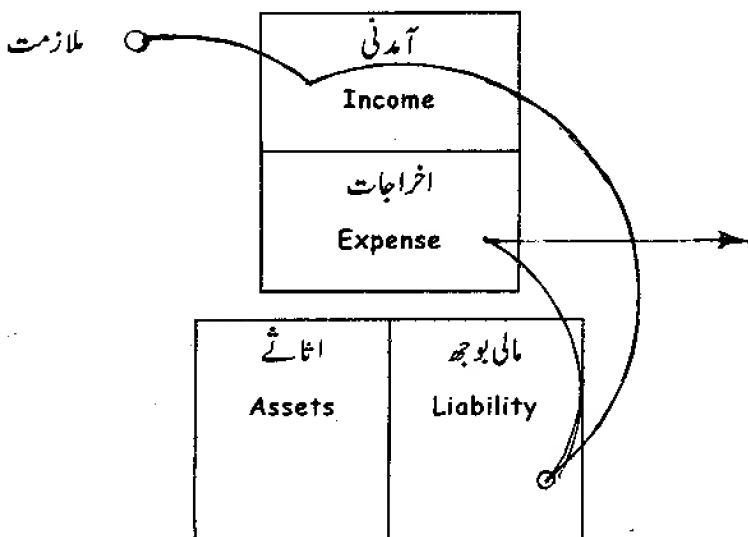 ملازمت
آمدنی
Income
اخراجات
Expense
اثاثے
مالی بوجھ
Assets
Liability